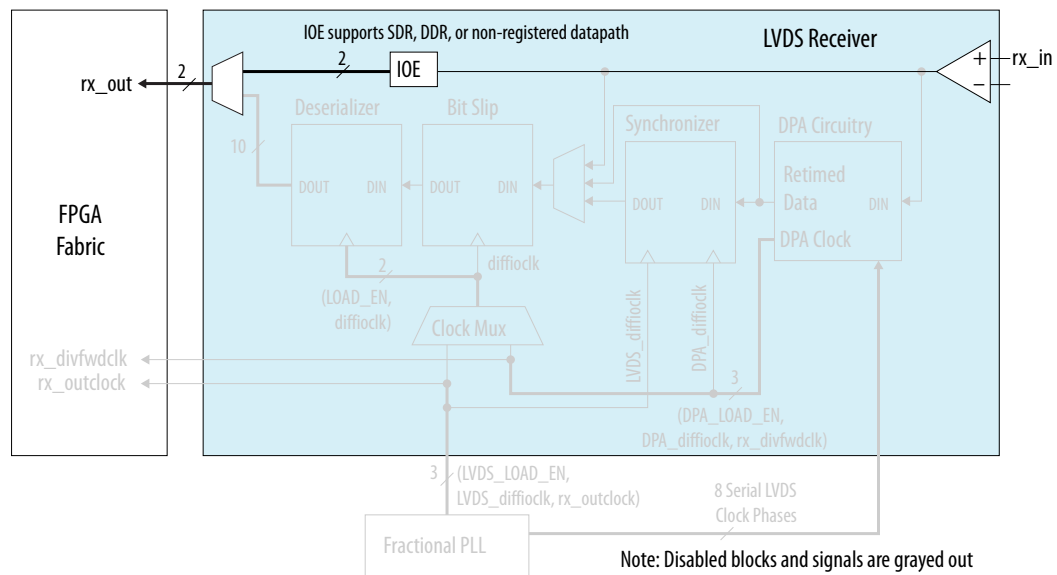 IOE supports SDR, DDR, or non-registered datapath
LVDS Receiver
rx_in
+
−
2
IOE
rx_out
2
Deserializer
Bit Slip
Synchronizer
DPA Circuitry
10
DOUT
DIN
DOUT
DIN
DOUT
DIN
Retimed
Data
DIN
DPA Clock
FPGA
Fabric
2
diffioclk
(LOAD_EN,
diffioclk)
Clock Mux
LVDS_diffioclk
DPA_diffioclk
rx_divfwdclk
rx_outclock
3
(DPA_LOAD_EN,
DPA_diffioclk, rx_divfwdclk)
3
(LVDS_LOAD_EN,
LVDS_diffioclk, rx_outclock)
8 Serial LVDS
Clock Phases
Fractional PLL
Note: Disabled blocks and signals are grayed out